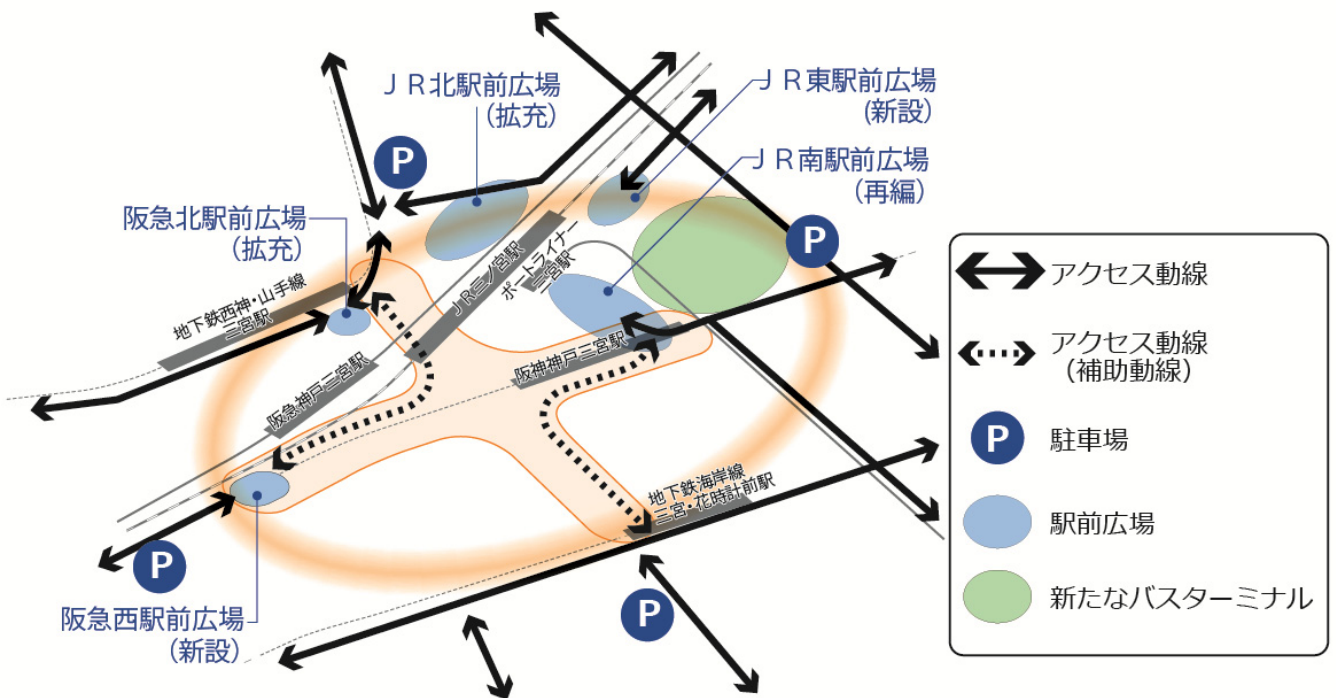 ＪＲ北駅前広場
（拡充）
ＪＲ東駅前広場
（新設）
P
ＪＲ南駅前広場
（再編）
阪急北駅前広場
（拡充）
P
地下鉄西神・山手線
三宮駅
ＪＲ三ノ宮駅
ポートライナー
三宮駅
阪急神戸三宮駅
阪神神戸三宮駅
地下鉄海岸線
三宮・花時計前駅
P
阪急西駅前広場
（新設）
P
アクセス動線
アクセス動線
（補助動線）
P
駐車場
駅前広場
新たなバスターミナル